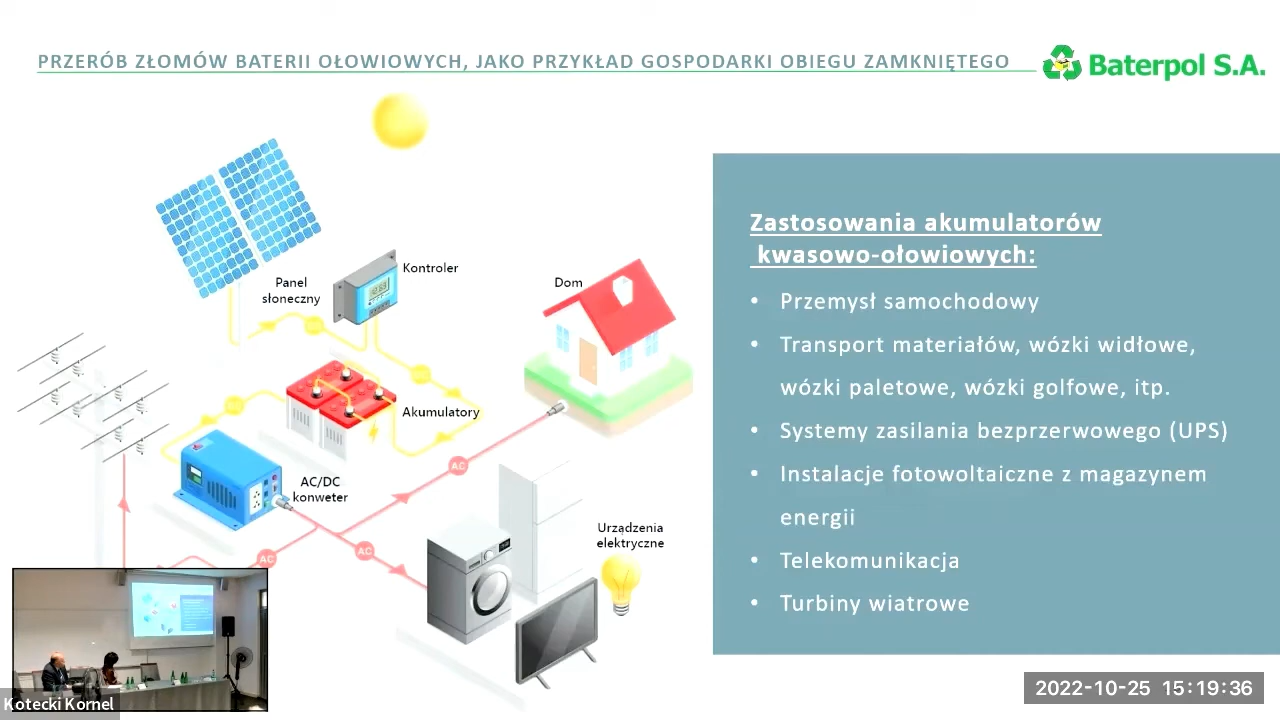 PRZERÓB ZŁOMÓW BATERII OŁOWIOWYCH, JAKO PRZYKŁAD GOSPODARKI OBIEGU ZAMKNIĘTEGO
Baterpol S.A.
Panel
słoneczny
Kontroler
Dom
Akumulatory
AC/DC
konweter
AC
AC
AC
Urządzenia
elektryczne
Zastosowania akumulatorów
kwasowo-ołowiowych:
• Przemysł samochodowy
• Transport materiałów, wózki widłowe,
wózki paletowe, wózki golfowe, itp.
• Systemy zasilania bezprzerwowego (UPS)
• Instalacje fotowoltaiczne z magazynem
energii
• Telekomunikacja
• Turbiny wiatrowe
Kotecki Kornel
2022-10-25 15:19:36